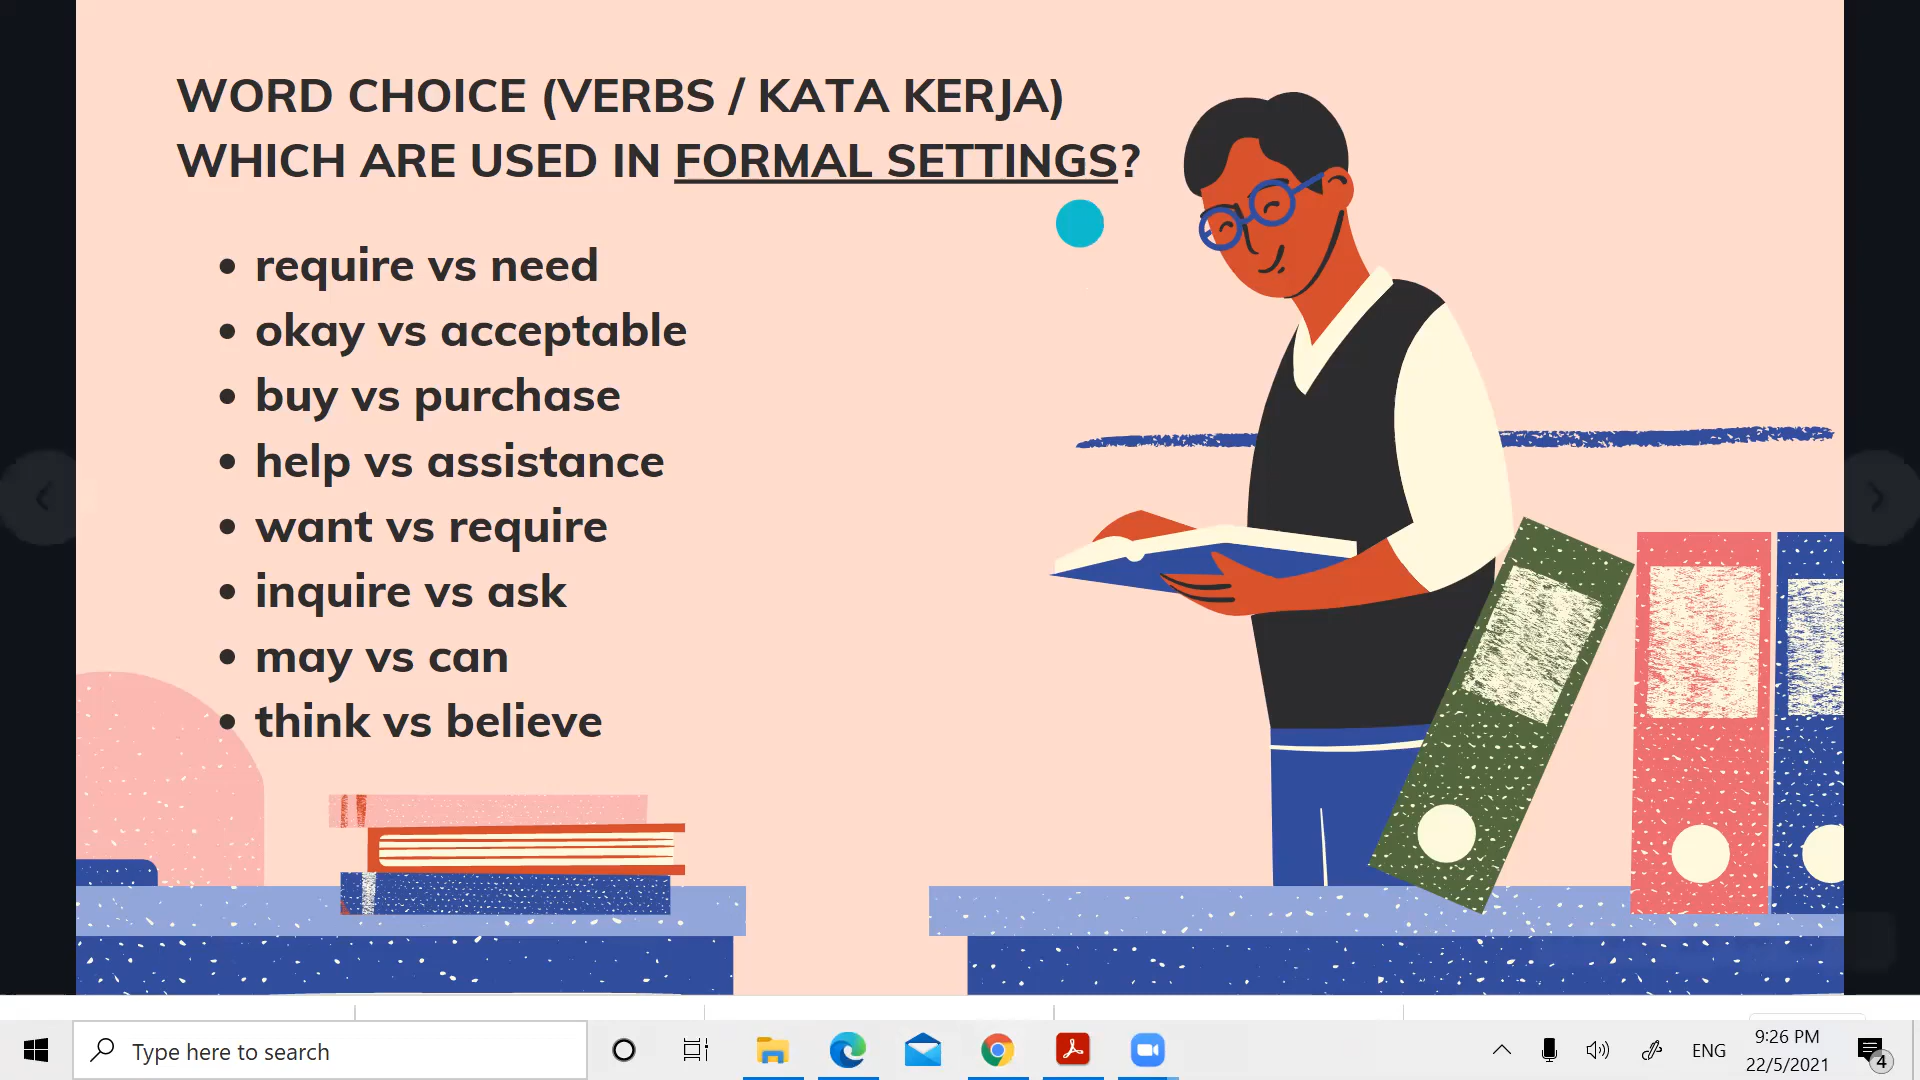 WORD CHOICE (VERBS / KATA KERJA)
WHICH ARE USED IN FORMAL SETTINGS?
• require vs need
• okay vs acceptable
• buy vs purchase
• help vs assistance
• want vs require
• inquire vs ask
• may vs can
• think vs believe
Type here to search
ENG
9:26 PM
22/5/2021
4